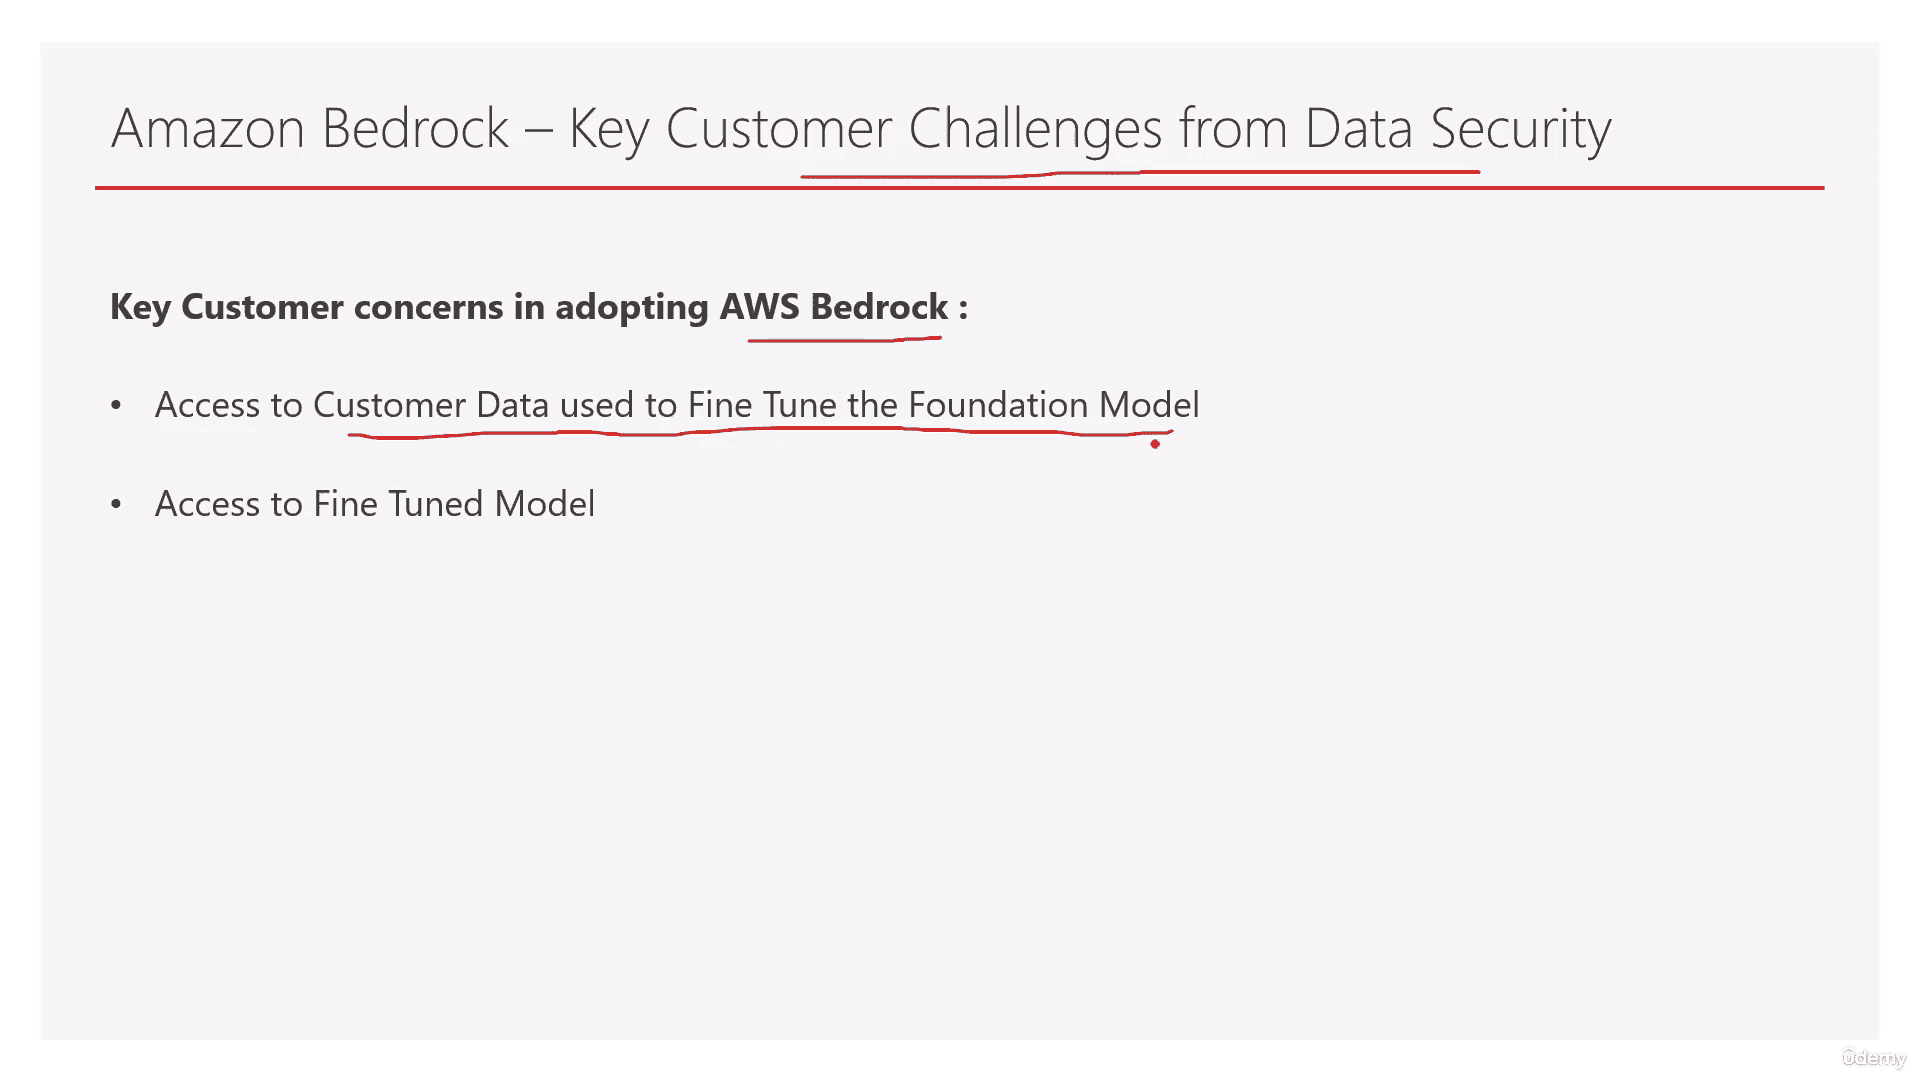 Amazon Bedrock – Key Customer Challenges from Data Security
Key Customer concerns in adopting AWS Bedrock :
• Access to Customer Data used to Fine Tune the Foundation Model
• Access to Fine Tuned Model
Udemy